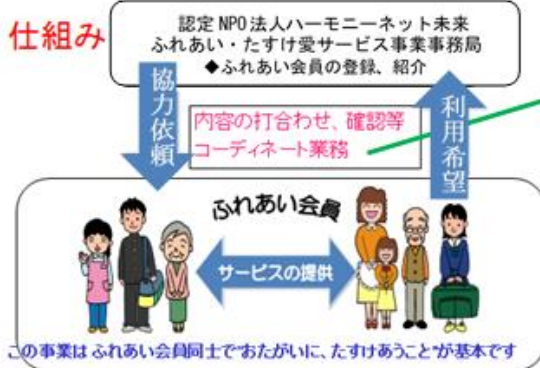 仕組み
認定NPO法人ハーモニーネット未来
ふれあい・たすけ愛サービス事業事務局
◆ふれあい会員の登録、紹介
協力依頼
内容の打合わせ、確認等
コーディネート業務
利用希望
ふれあい会員
サービスの提供
この事業はふれあい会員同士で"おたがいに、たすけあうこと"が基本です